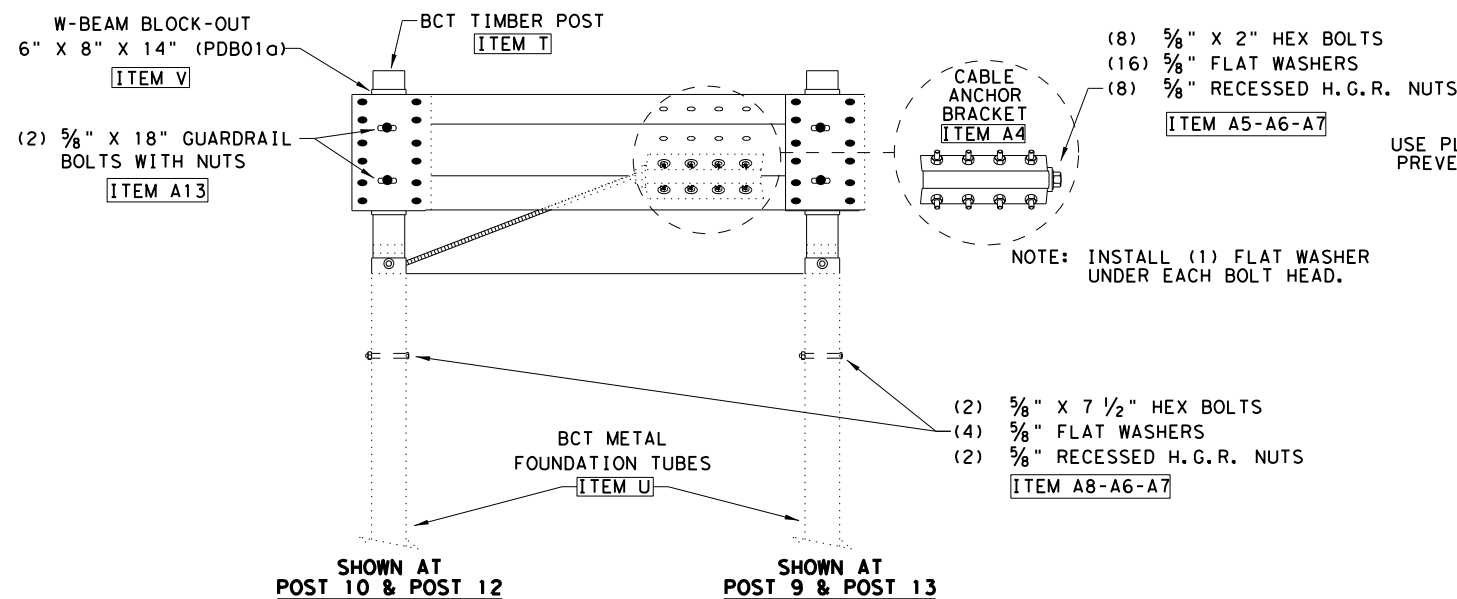 W-BEAM BLOCK-OUT
6" X 8" X 14" (PDB01a)
ITEM V
BCT TIMBER POST
ITEM T
(2) ⅝" X 18" GUARDRAIL
BOLTS WITH NUTS
ITEM A13
CABLE
ANCHOR
BRACKET
ITEM A4
(8) ⅝" X 2" HEX BOLTS
(16) ⅝" FLAT WASHERS
(8) ⅝" RECESSED H.G.R. NUTS
ITEM A5-A6-A7
USE PL
PREVE
NOTE: INSTALL (1) FLAT WASHER
UNDER EACH BOLT HEAD.
(2) ⅝" X 7 ½" HEX BOLTS
(4) ⅝" FLAT WASHERS
(2) ⅝" RECESSED H.G.R. NUTS
ITEM A8-A6-A7
BCT METAL
FOUNDATION TUBES
ITEM U
SHOWN AT
POST 10 & POST 12
SHOWN AT
POST 9 & POST 13